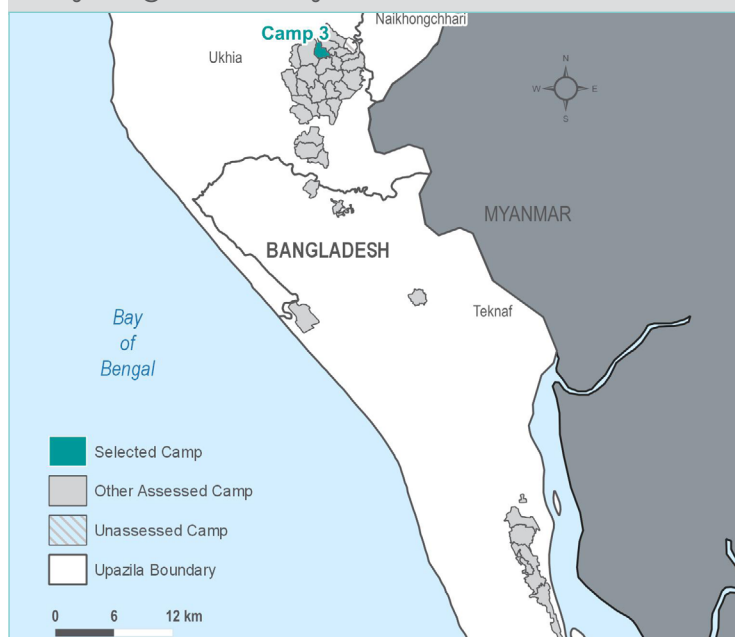 Naikhongchhari
Camp 3
Ukhia
N
W E
S
MYANMAR
BANGLADESH
Teknaf
Bay
of
Bengal
Selected Camp
Other Assessed Camp
Unassessed Camp
Upazila Boundary
0 6 12 km